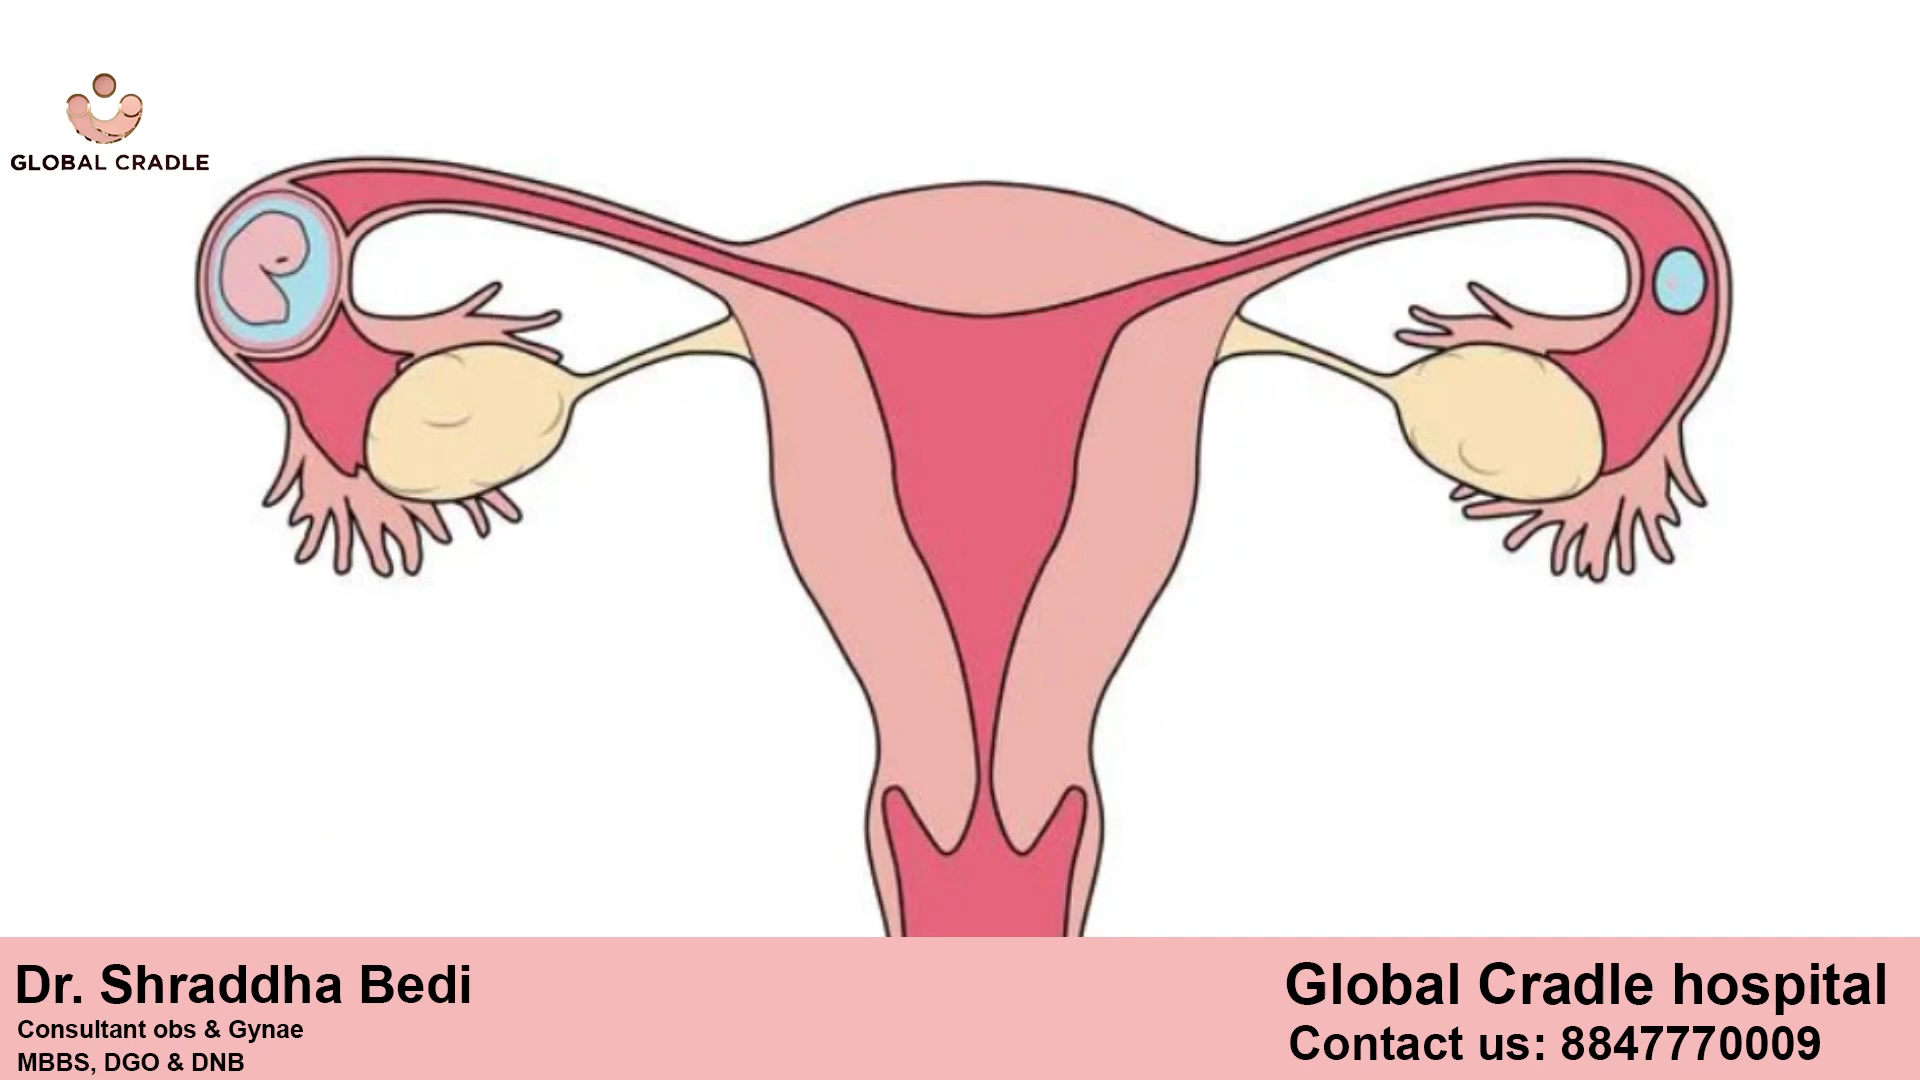 GLOBAL CRADLE
Dr. Shraddha Bedi
Consultant obs & Gynae
MBBS, DGO & DNB
Global Cradle hospital
Contact us: 8847770009